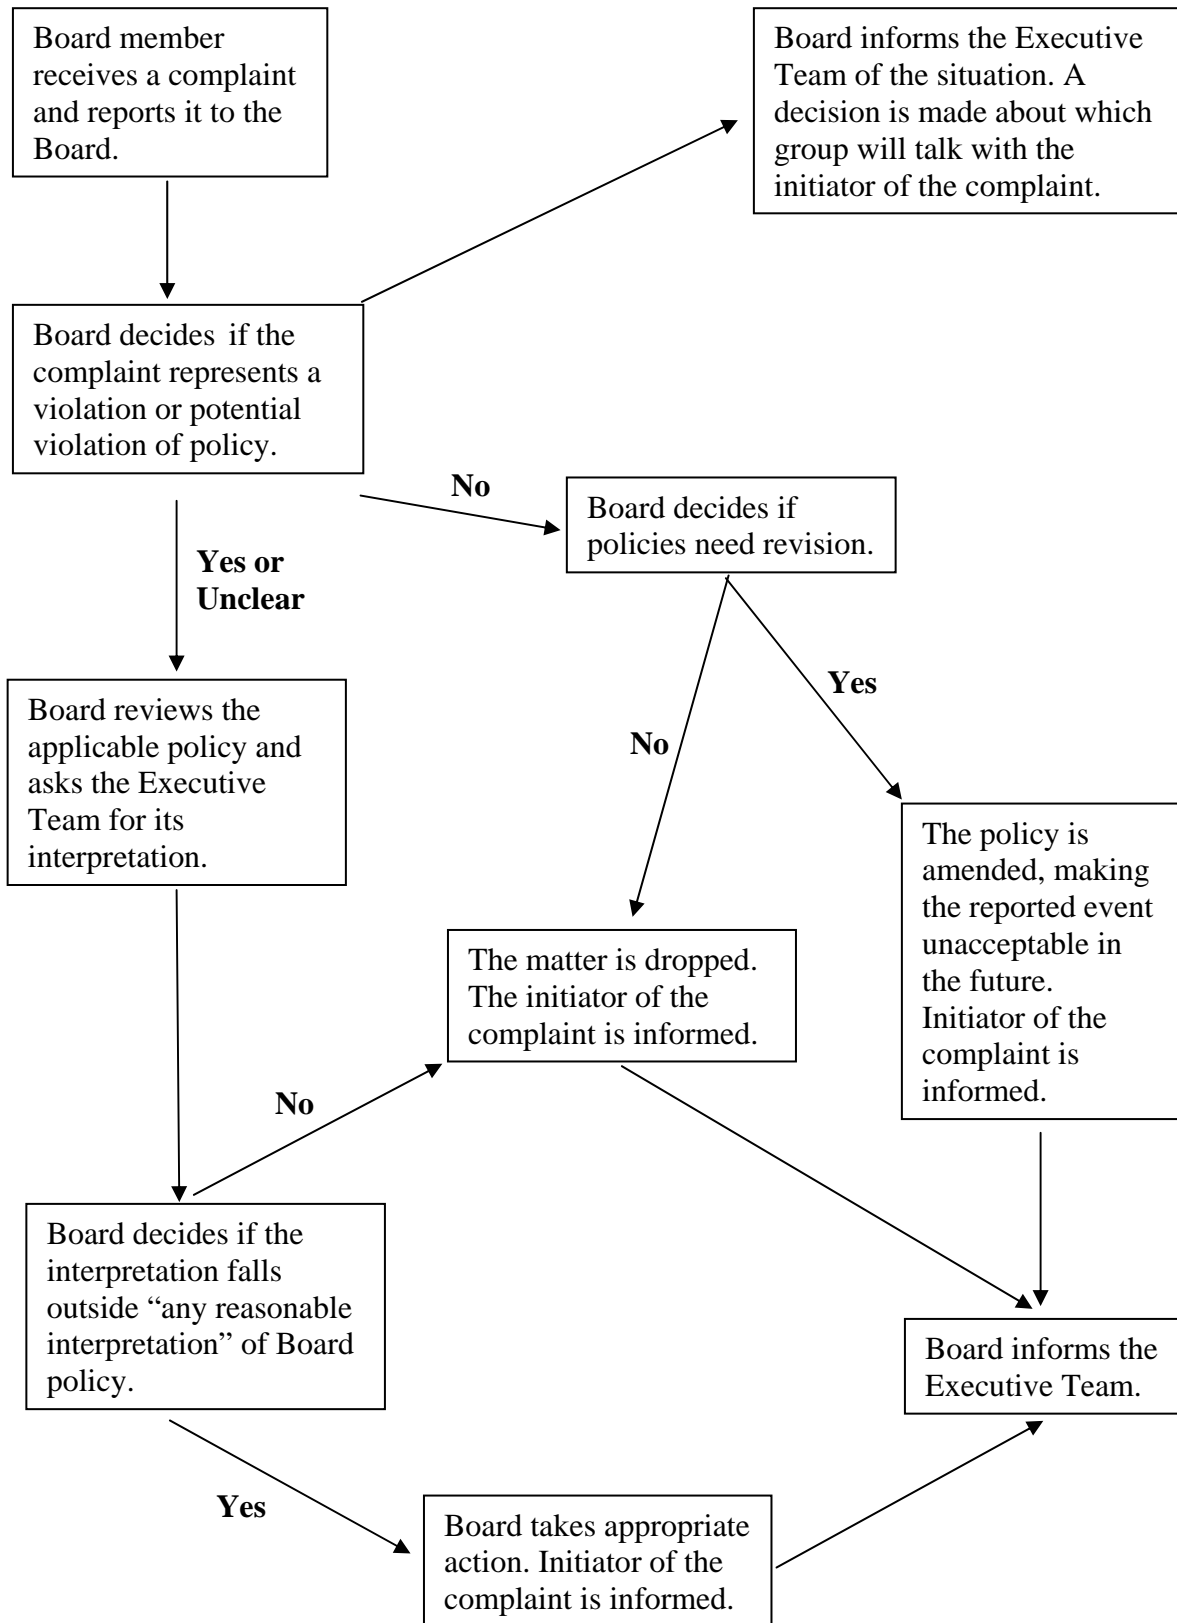 Board member
receives a complaint
and reports it to the
Board.
Board informs the Executive
Team of the situation. A
decision is made about which
group will talk with the
initiator of the complaint.
Board decides if the
complaint represents a
violation or potential
violation of policy.
No
Board decides if
policies need revision.
Yes or
Unclear
Yes
No
Board reviews the
applicable policy and
asks the Executive
Team for its
interpretation.
The policy is
amended, making
the reported event
unacceptable in
the future.
Initiator of the
complaint is
informed.
The matter is dropped.
The initiator of the
complaint is informed.
No
Board decides if the
interpretation falls
outside “any reasonable
interpretation” of Board
policy.
Board informs the
Executive Team.
Yes
Board takes appropriate
action. Initiator of the
complaint is informed.